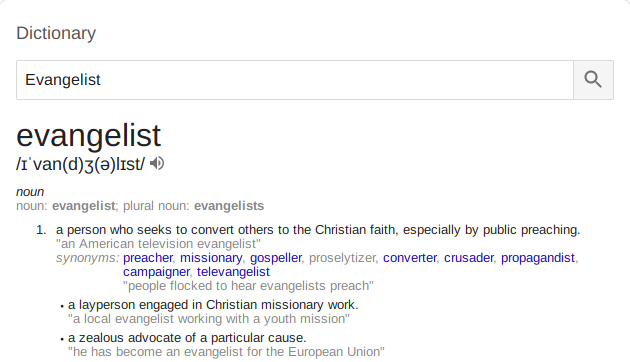 Dictionary
Evangelist
evangelist
/ɪˈvan(d)ʒ(ə)lɪst/
noun
noun: evangelist; plural noun: evangelists
1. a person who seeks to convert others to the Christian faith, especially by public preaching.
"an American television evangelist"
synonyms: preacher, missionary, gospeller, proselytizer, converter, crusader, propagandist,
campaigner, televangelist
"people flocked to hear evangelists preach"
• a layperson engaged in Christian missionary work.
"a local evangelist working with a youth mission"
• a zealous advocate of a particular cause.
"he has become an evangelist for the European Union"